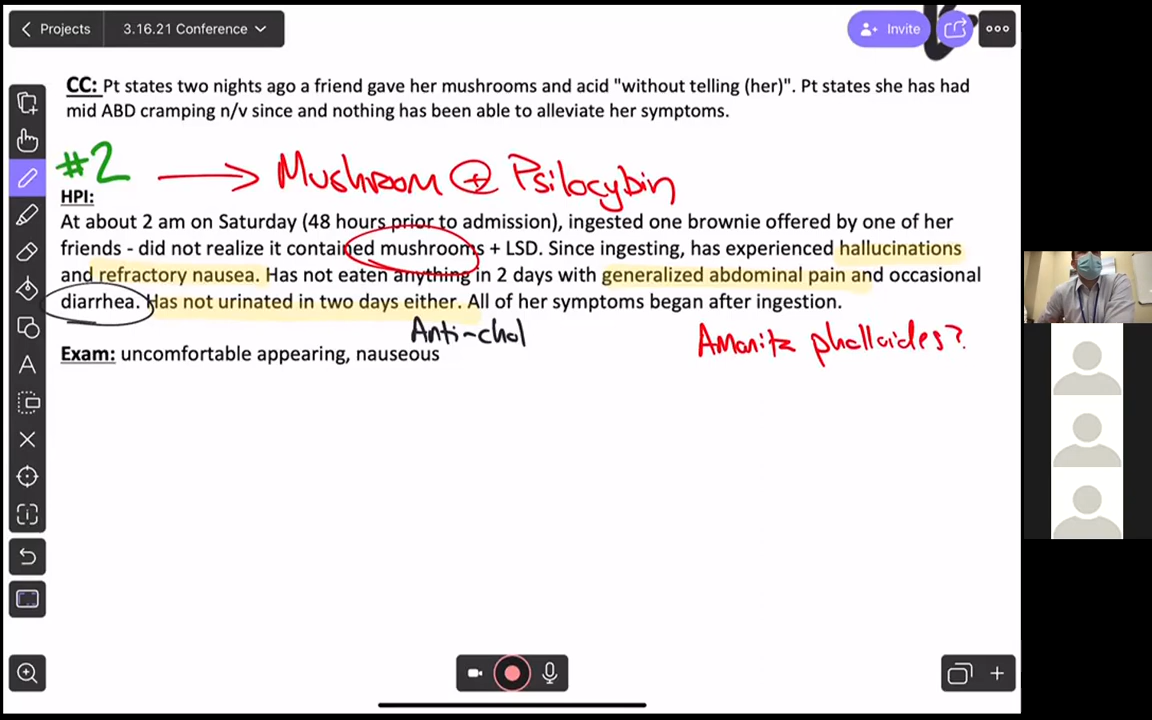 Projects
3.16.21 Conference
Invite
CC: Pt states two nights ago a friend gave her mushrooms and acid "without telling (her)". Pt states she has had
mid ABD cramping n/v since and nothing has been able to alleviate her symptoms.
#2 → Mushroom ⊕ Psilocybin
HPI:
At about 2 am on Saturday (48 hours prior to admission), ingested one brownie offered by one of her
friends - did not realize it contained mushrooms + LSD. Since ingesting, has experienced hallucinations
and refractory nausea. Has not eaten anything in 2 days with generalized abdominal pain and occasional
diarrhea. Has not urinated in two days either. All of her symptoms began after ingestion.
Anti-chol
Amanita phalloides?
Exam: uncomfortable appearing, nauseous
A